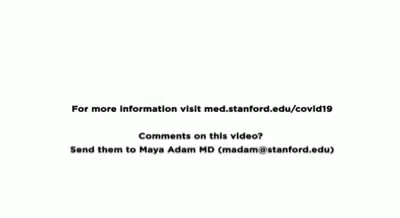 For more information visit med.stanford.edu/covid19
Comments on this video?
Send them to Maya Adam MD (madam@stanford.edu)